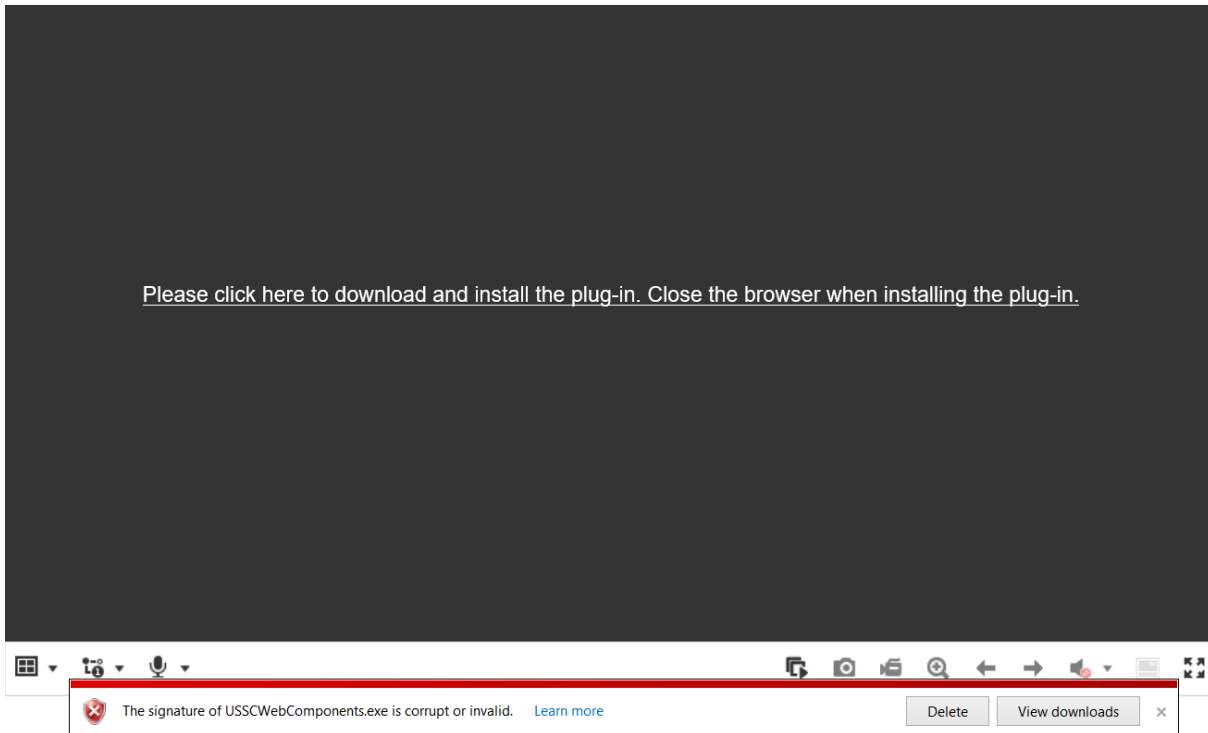 Please click here to download and install the plug-in. Close the browser when installing the plug-in.
The signature of USSCWebComponents.exe is corrupt or invalid. Learn more Delete View downloads